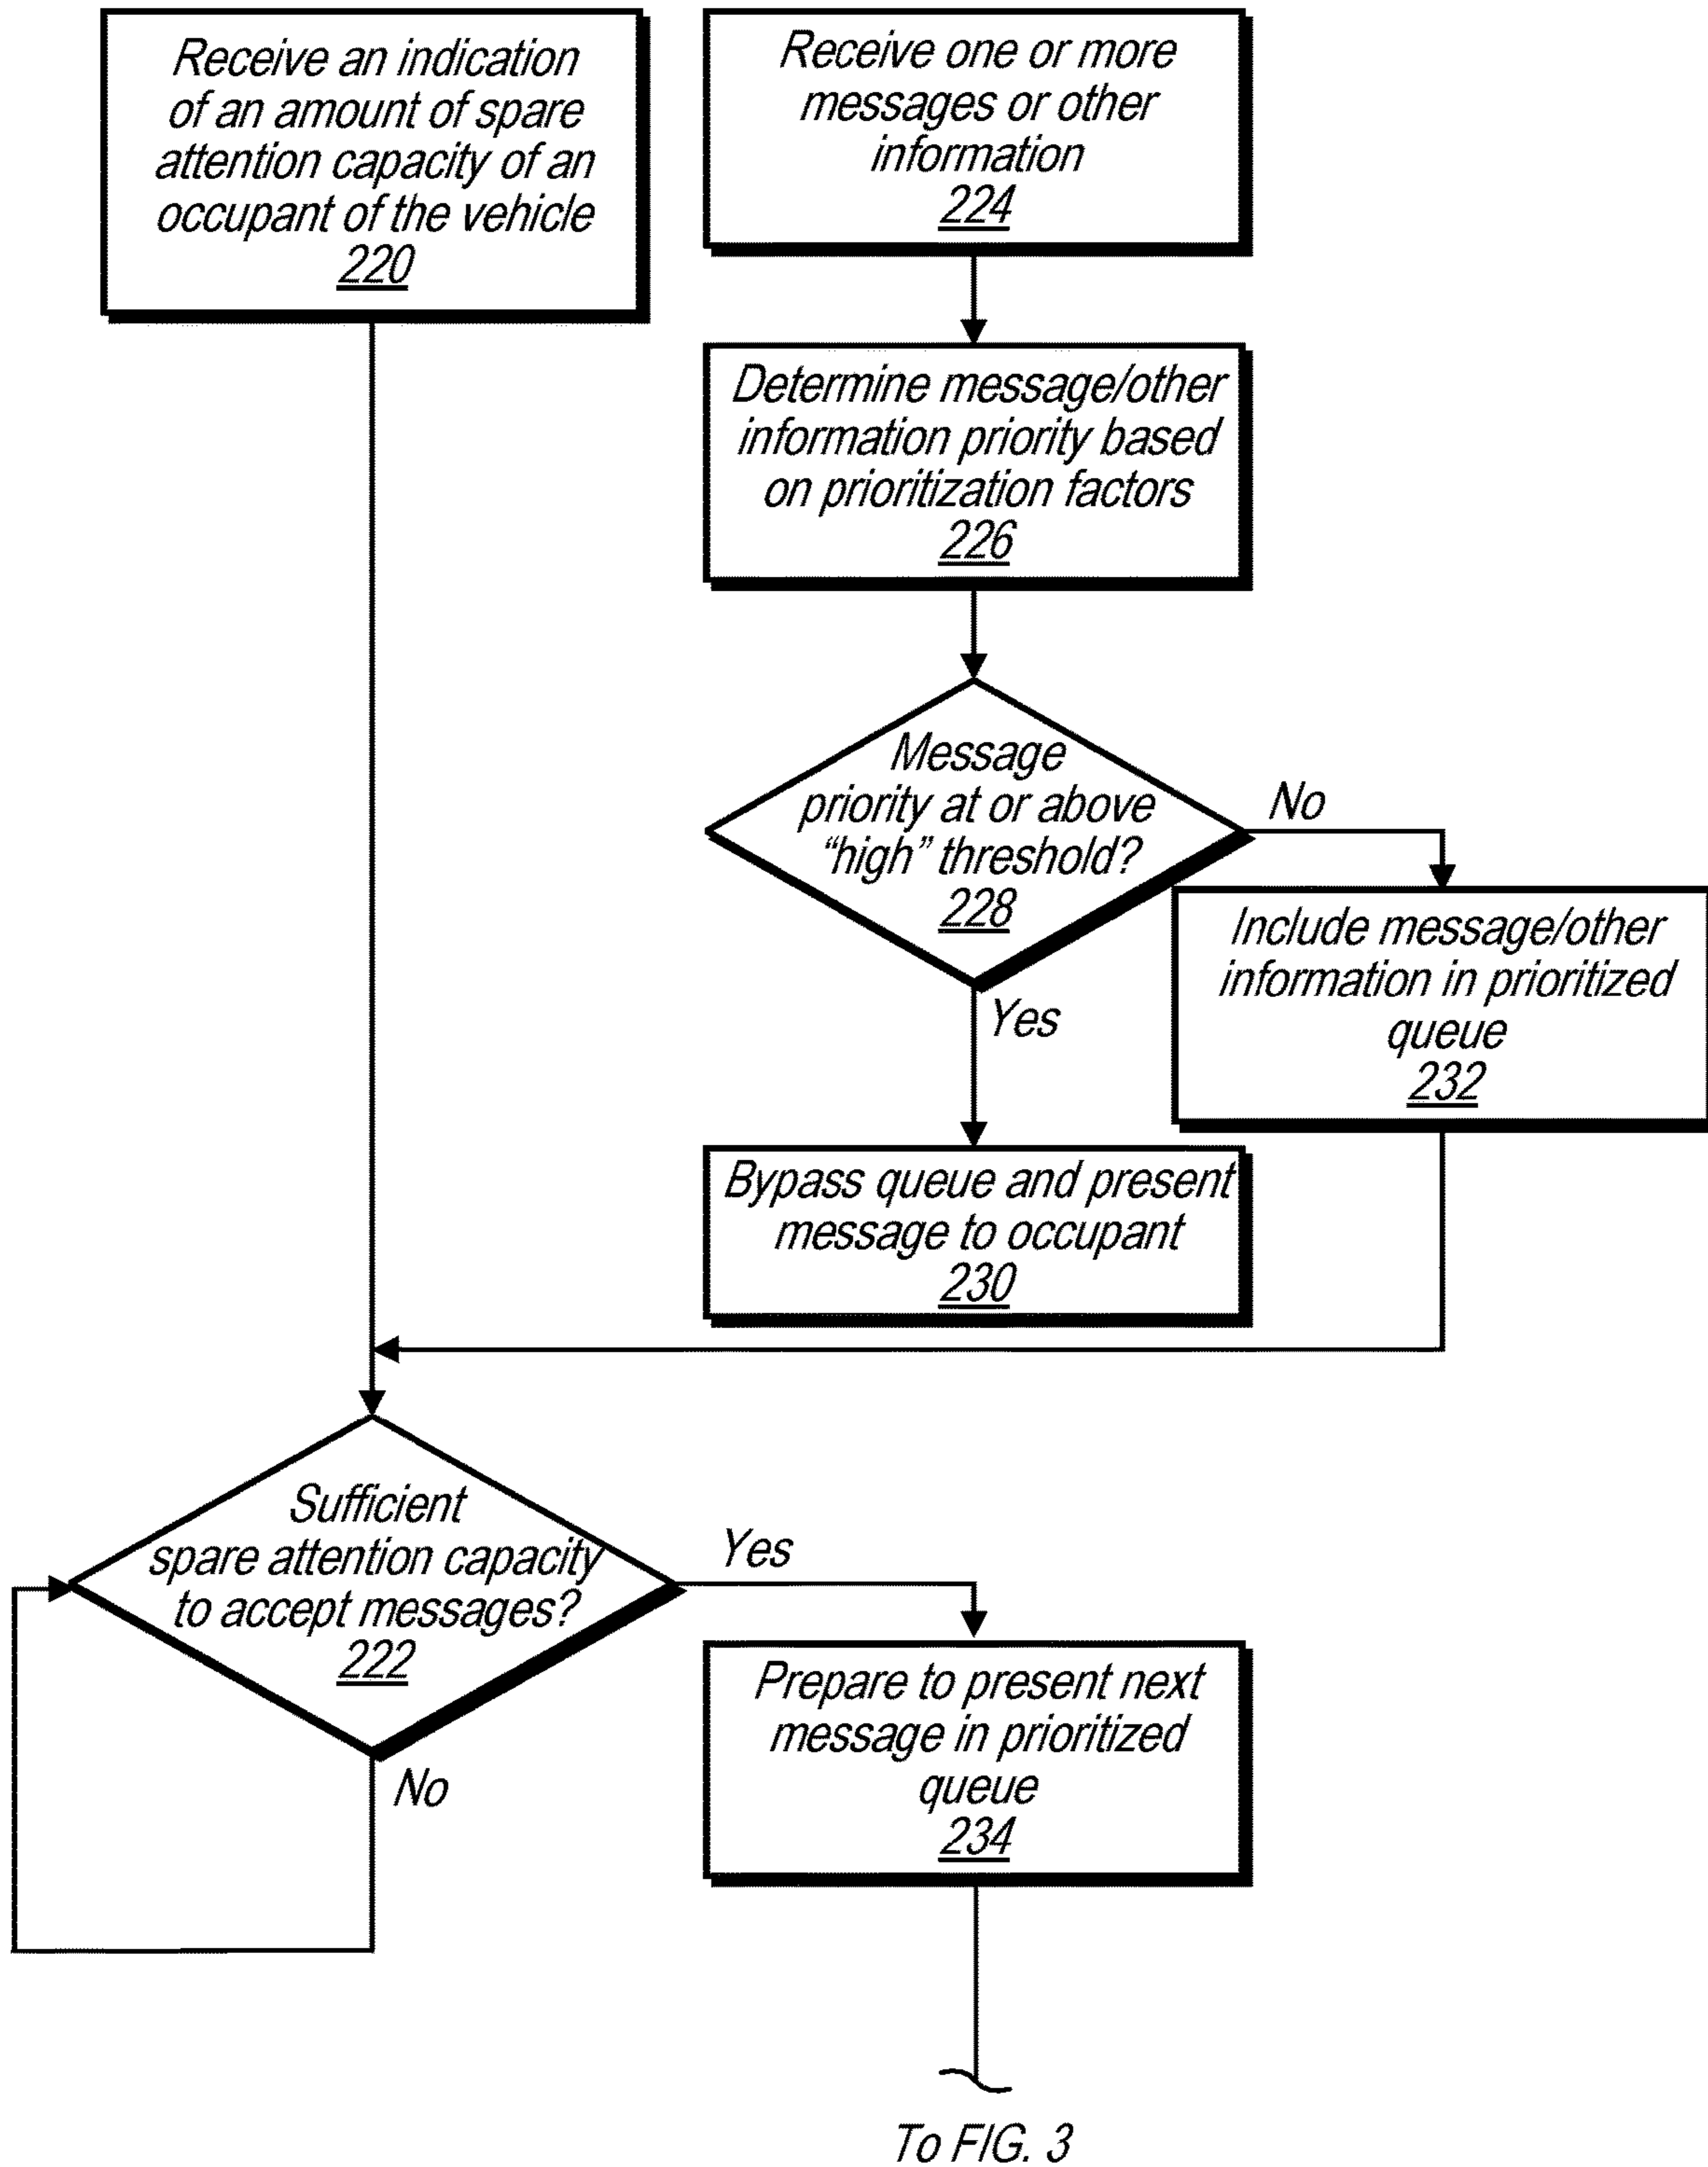 Receive an indication
of an amount of spare
attention capacity of an
occupant of the vehicle
220
Receive one or more
messages or other
information
224
Determine message/other
information priority based
on prioritization factors
226
Message
priority at or above
“high” threshold?
228
No
Yes
Include message/other
information in prioritized
queue
232
Bypass queue and present
message to occupant
230
Sufficient
spare attention capacity
to accept messages?
222
Yes
No
Prepare to present next
message in prioritized
queue
234
To FIG. 3